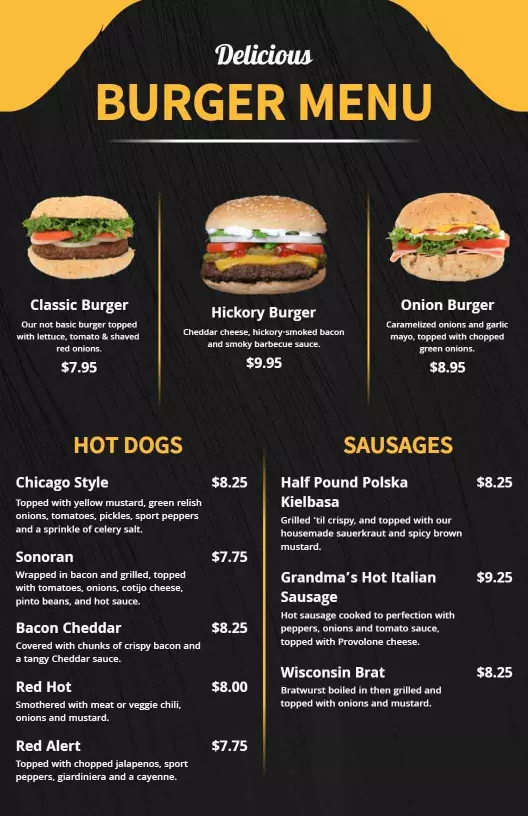 Delicious
BURGER MENU
Classic Burger
Our not basic burger topped
with lettuce, tomato & shaved
red onions.
$7.95
Hickory Burger
Cheddar cheese, hickory-smoked bacon
and smoky barbecue sauce.
$9.95
Onion Burger
Caramelized onions and garlic
mayo, topped with chopped
green onions.
$8.95
HOT DOGS
Chicago Style $8.25
Topped with yellow mustard, green relish
onions, tomatoes, pickles, sport peppers
and a sprinkle of celery salt.
Sonoran $7.75
Wrapped in bacon and grilled, topped
with tomatoes, onions, cotijo cheese,
pinto beans, and hot sauce.
Bacon Cheddar $8.25
Covered with chunks of crispy bacon and
a tangy Cheddar sauce.
Red Hot $8.00
Smothered with meat or veggie chili,
onions and mustard.
Red Alert $7.75
Topped with chopped jalapenos, sport
peppers, giardiniera and a cayenne.
SAUSAGES
Half Pound Polska $8.25
Kielbasa
Grilled 'til crispy, and topped with our
housemade sauerkraut and spicy brown
mustard.
Grandma's Hot Italian $9.25
Sausage
Hot sausage cooked to perfection with
peppers, onions and tomato sauce,
topped with Provolone cheese.
Wisconsin Brat $8.25
Bratwurst boiled in then grilled and
topped with onions and mustard.